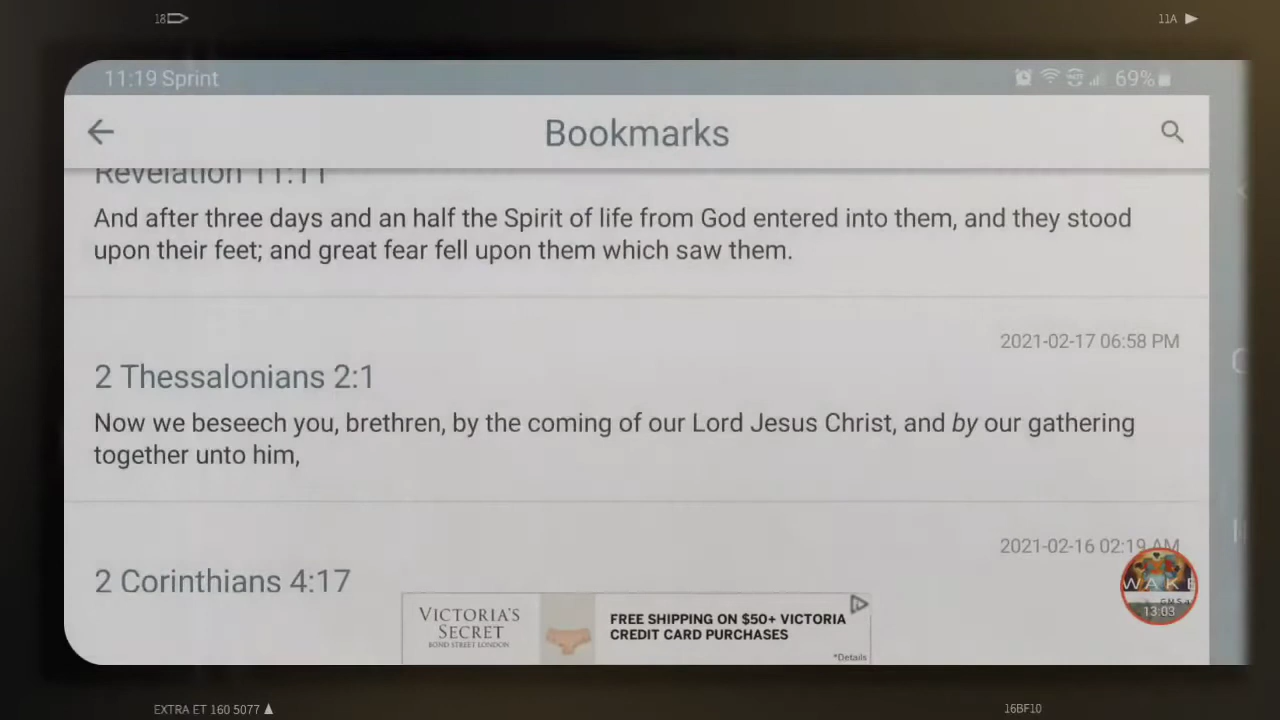 18
11A
11:19 Sprint
69%
Bookmarks
Revelation 11:11
And after three days and an half the Spirit of life from God entered into them, and they stood
upon their feet; and great fear fell upon them which saw them.
2021-02-17 06:58 PM
2 Thessalonians 2:1
Now we beseech you, brethren, by the coming of our Lord Jesus Christ, and by our gathering
together unto him,
2021-02-16 02:19 AM
2 Corinthians 4:17
WAKE
13:03
VICTORIA'S
SECRET
BOND STREET LONDON
FREE SHIPPING ON $50+ VICTORIA
CREDIT CARD PURCHASES
*Details
EXTRA ET 160 5077
16BF10